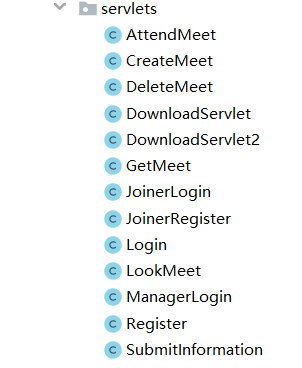 servlets
AttendMeet
CreateMeet
DeleteMeet
DownloadServlet
DownloadServlet2
GetMeet
JoinerLogin
JoinerRegister
Login
LookMeet
ManagerLogin
Register
SubmitInformation